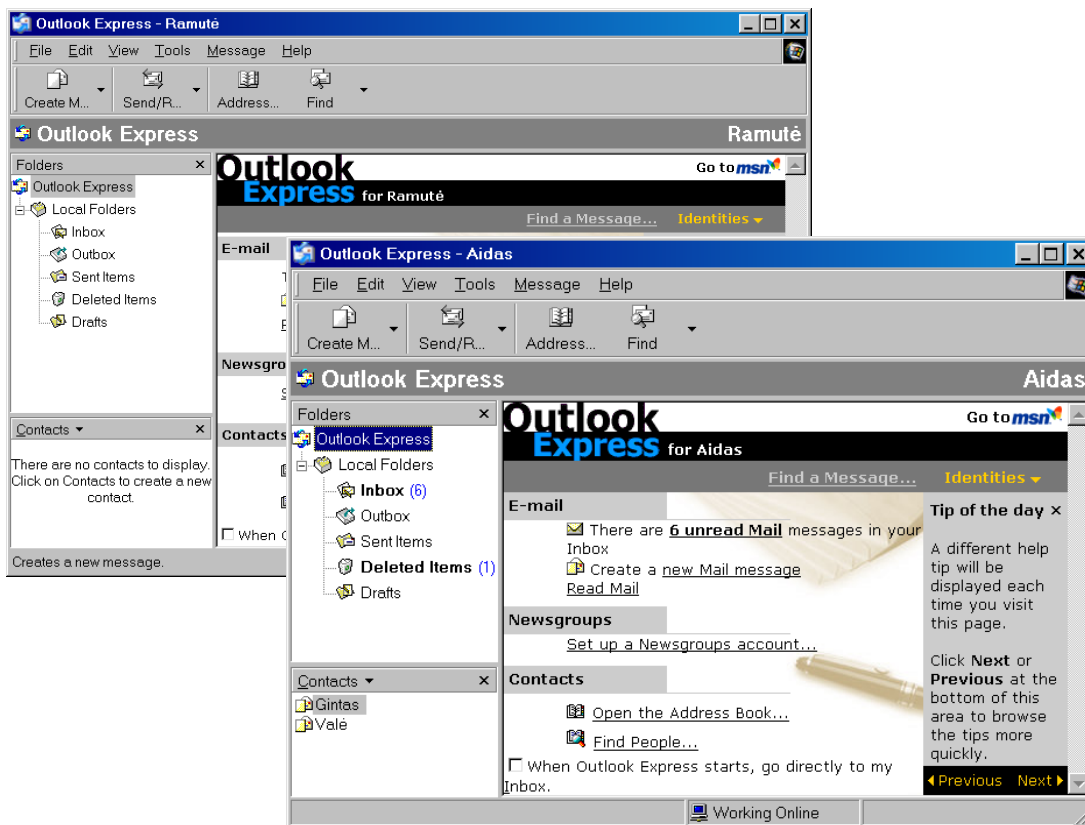 Outlook Express - Ramutė
File Edit View Tools Message Help
Create M... Send/R... Address... Find
Outlook Express Ramutė
Folders
Outlook Express
Local Folders
Inbox
Outbox
Sent Items
Deleted Items
Drafts
Contacts
There are no contacts to display.
Click on Contacts to create a new
contact.
Outlook
Go to msn
Express for Ramutė
Find a Message... Identities
E-mail
Newsgro
Contacts
When
Creates a new message.
Outlook Express - Aidas
File Edit View Tools Message Help
Create M... Send/R... Address... Find
Outlook Express Aidas
Folders
Outlook Express
Local Folders
Inbox (6)
Outbox
Sent Items
Deleted Items (1)
Drafts
Contacts
Gintas
Valė
Outlook
Go to msn
Express for Aidas
Find a Message... Identities
E-mail
There are 6 unread Mail messages in your
Inbox
Create a new Mail message
Read Mail
Newsgroups
Set up a Newsgroups account...
Contacts
Open the Address Book...
Find People...
When Outlook Express starts, go directly to my
Inbox.
Tip of the day
A different help
tip will be
displayed each
time you visit
this page.
Click Next or
Previous at the
bottom of this
area to browse
the tips more
quickly.
Previous Next
Working Online